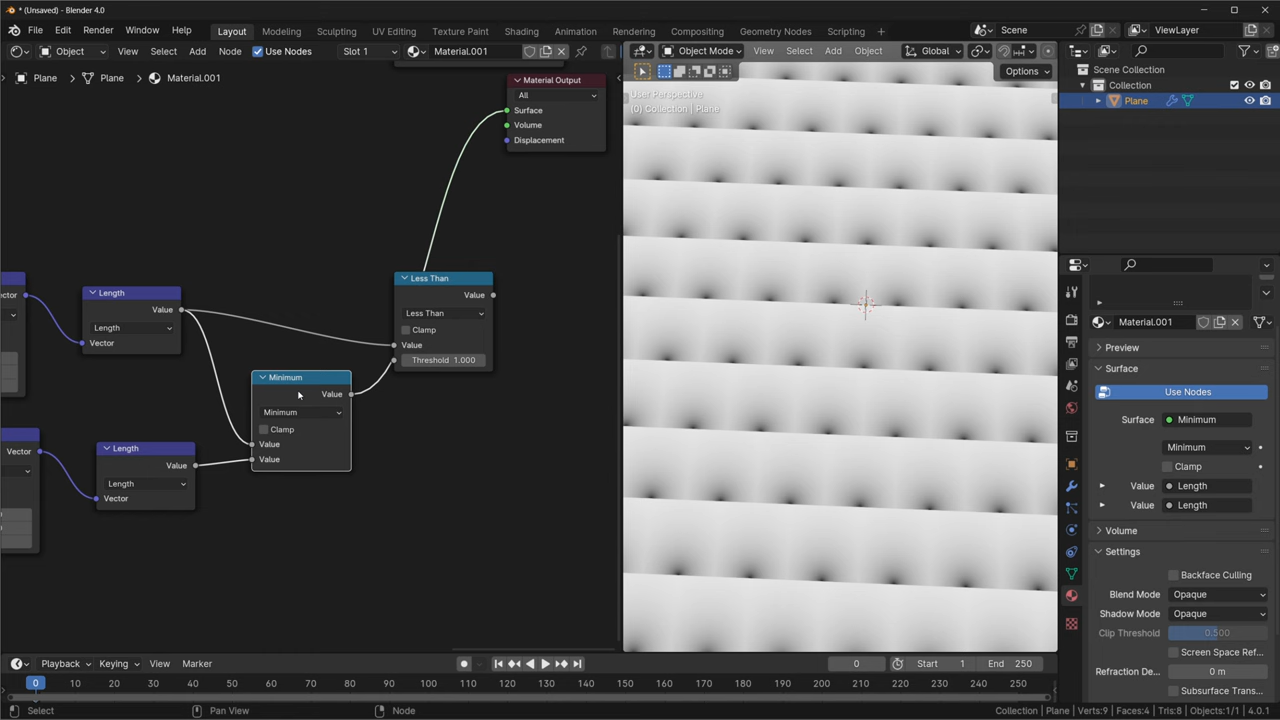 * (Unsaved) - Blender 4.0
File Edit Render Window Help Layout Modeling Sculpting UV Editing Texture Paint Shading Animation Rendering Compositing Geometry Nodes Scripting Scene ViewLayer
Object View Select Add Node Use Nodes Slot 1 Material.001
Object Mode View Select Add Object Global
Options
Plane Plane Material.001
User Perspective
(0) Collection | Plane
Scene Collection
Collection
Plane
Material Output
All
Surface
Volume
Displacement
Length
Value
Length
Vector
Less Than
Value
Less Than
Clamp
Value
Threshold 1.000
Minimum
Value
Minimum
Clamp
Value
Value
Vector
Length
Value
Length
Vector
Material.001
Preview
Surface
Use Nodes
Surface Minimum
Minimum
Clamp
Value Length
Value Length
Volume
Settings
Backface Culling
Blend Mode Opaque
Shadow Mode Opaque
Clip Threshold 0.500
Screen Space Ref...
Refraction De... 0 m
Subsurface Trans...
Playback Keying View Marker 0 Start 1 End 250
0 10 20 30 40 50 60 70 80 90 100 110 120 130 140 150 160 170 180 190 200 210 220 230 240 250
Select Pan View Node Collection | Plane | Verts:9 | Faces:4 | Tris:8 | Objects:1/1 | 4.0.1